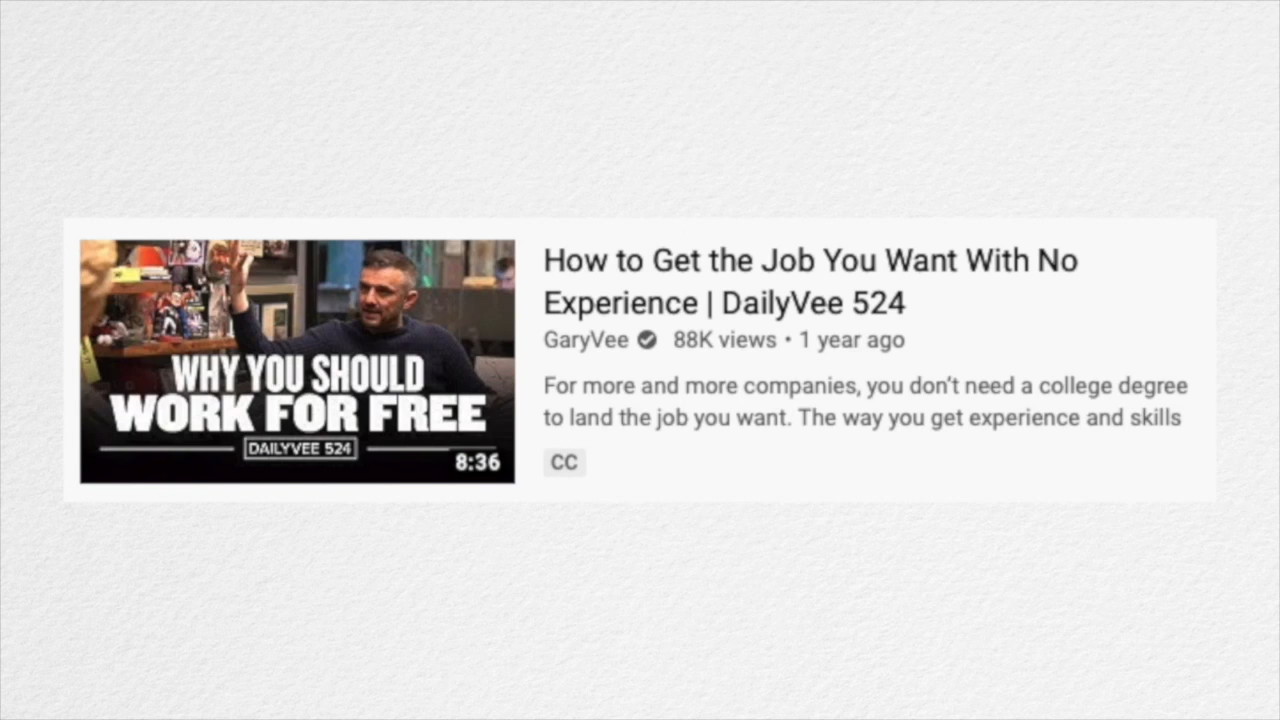 WHY YOU SHOULD
WORK FOR FREE
DAILYVEE 524
8:36
How to Get the Job You Want With No
Experience | DailyVee 524
GaryVee 88K views • 1 year ago
For more and more companies, you don’t need a college degree
to land the job you want. The way you get experience and skills
CC